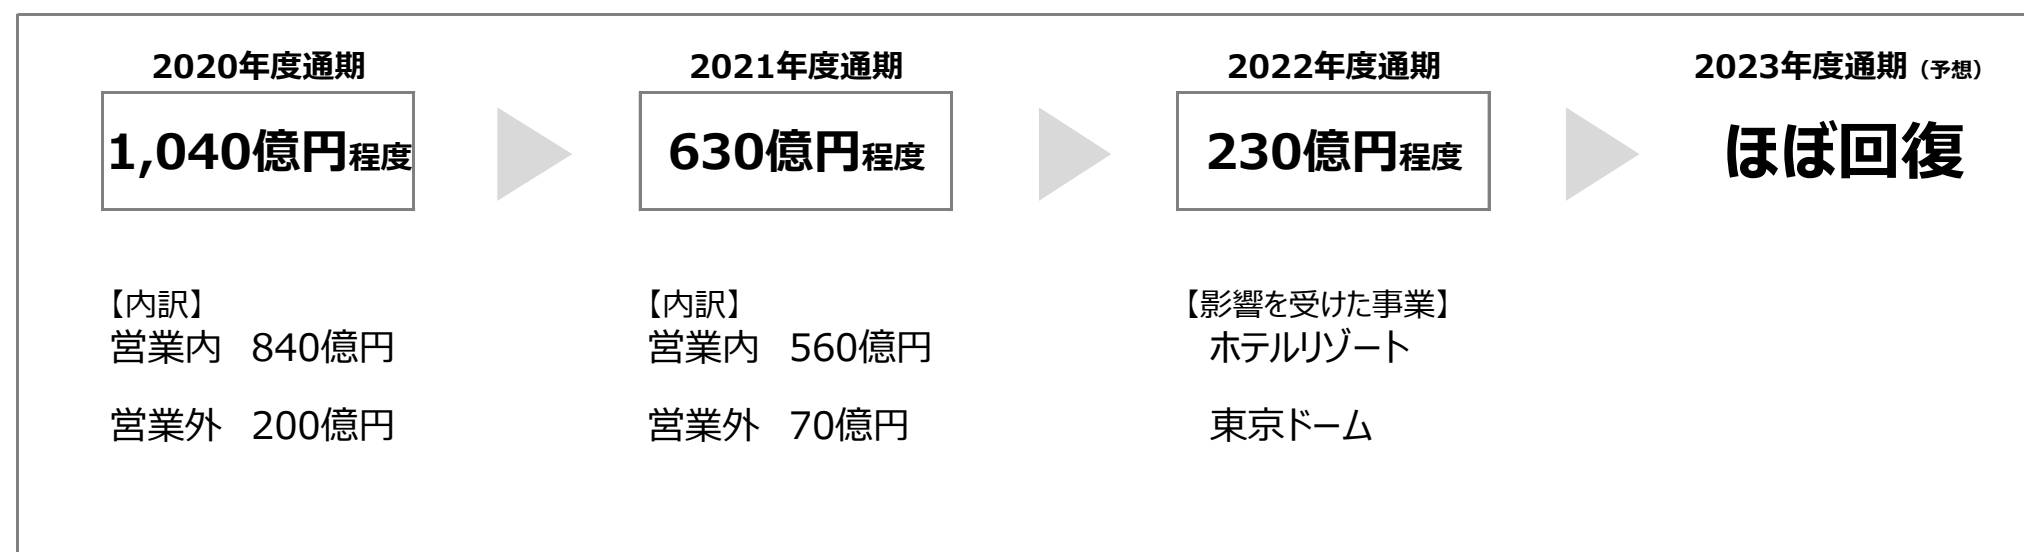 2020年度通期
1,040億円程度
【内訳】
営業内 840億円
営業外 200億円
2021年度通期
630億円程度
【内訳】
営業内 560億円
営業外 70億円
2022年度通期
230億円程度
【影響を受けた事業】
ホテルリゾート
東京ドーム
2023年度通期（予想）
ほぼ回復